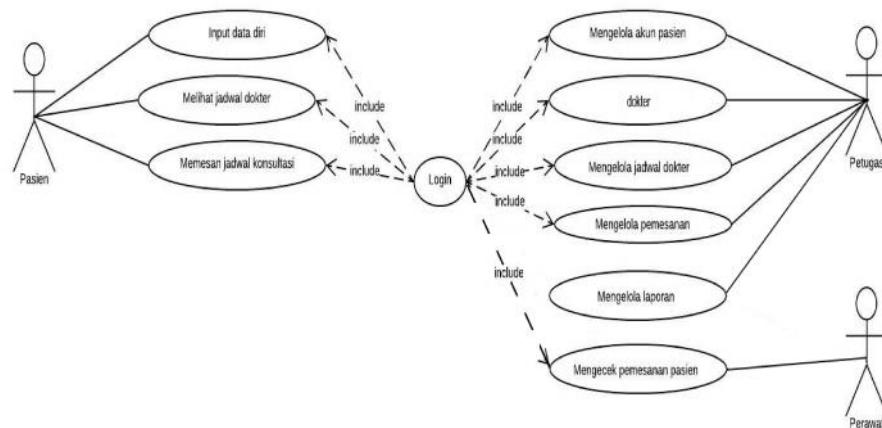 Input data diri
Mengelola akun pasien
Melihat jadwal dokter
include
include
dokter
include
include
Pasien
Memesan jadwal konsultasi
include
Login
include
Mengelola jadwal dokter
Petugas
include
Mengelola pemesanan
include
Mengelola laporan
Mengecek pemesanan pasien
Perawat